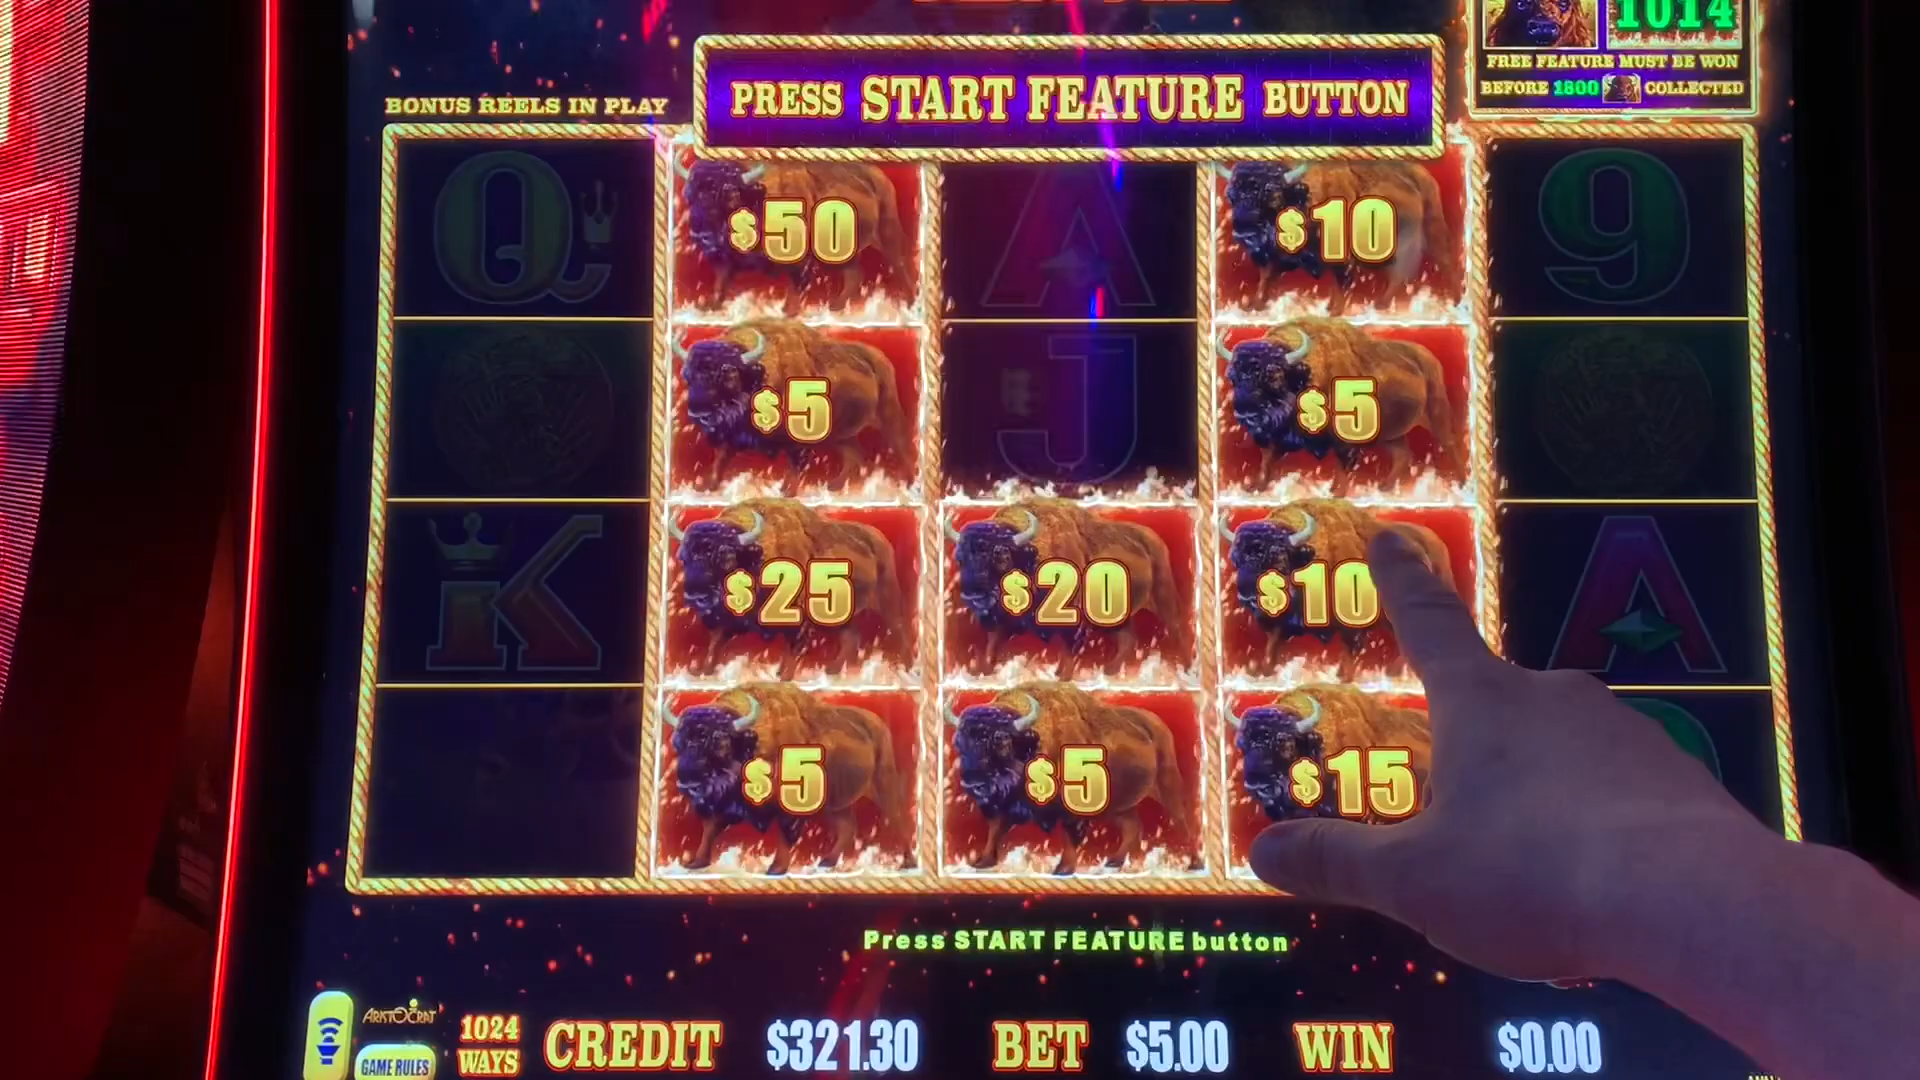 1014
FREE FEATURE MUST BE WON
BEFORE 1800 COLLECTED
BONUS REELS IN PLAY
PRESS START FEATURE BUTTON
Q $50 A $10 9
$5 J $5
K $25 $20 $10 A
$5 $5 $15
Press START FEATURE button
ARISTOCRAT
GAME RULES
1024 WAYS
CREDIT $321.30 BET $5.00 WIN $0.00